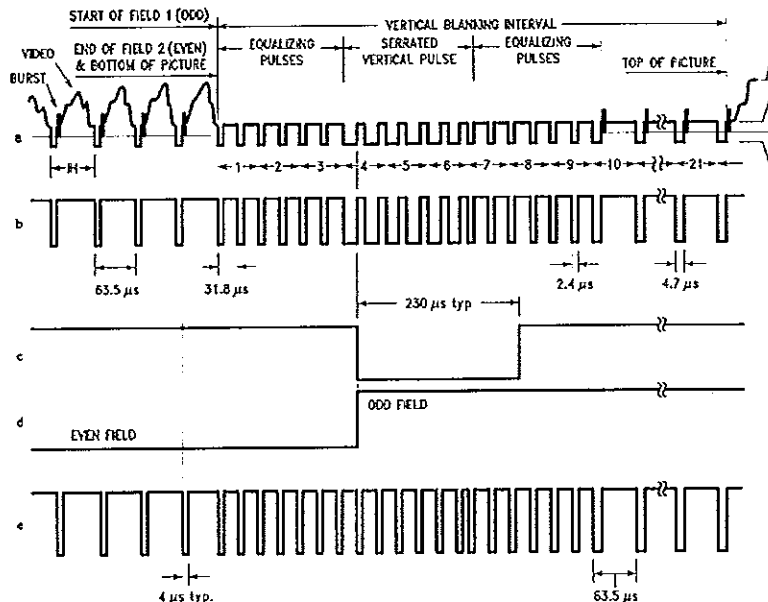 START OF FIELD 1 (ODD)
VERTICAL BLANKING INTERVAL
END OF FIELD 2 (EVEN)
& BOTTOM OF PICTURE
EQUALIZING
PULSES
SERRATED
VERTICAL PULSE
EQUALIZING
PULSES
TOP OF PICTURE
VIDEO
BURST
a
1H
1 2 3 4 5 6 7 8 9 10 21
b
63.5 µs
31.8 µs
2.4 µs
4.7 µs
230 µs typ
c
d
ODD FIELD
EVEN FIELD
e
4 µs typ.
63.5 µs